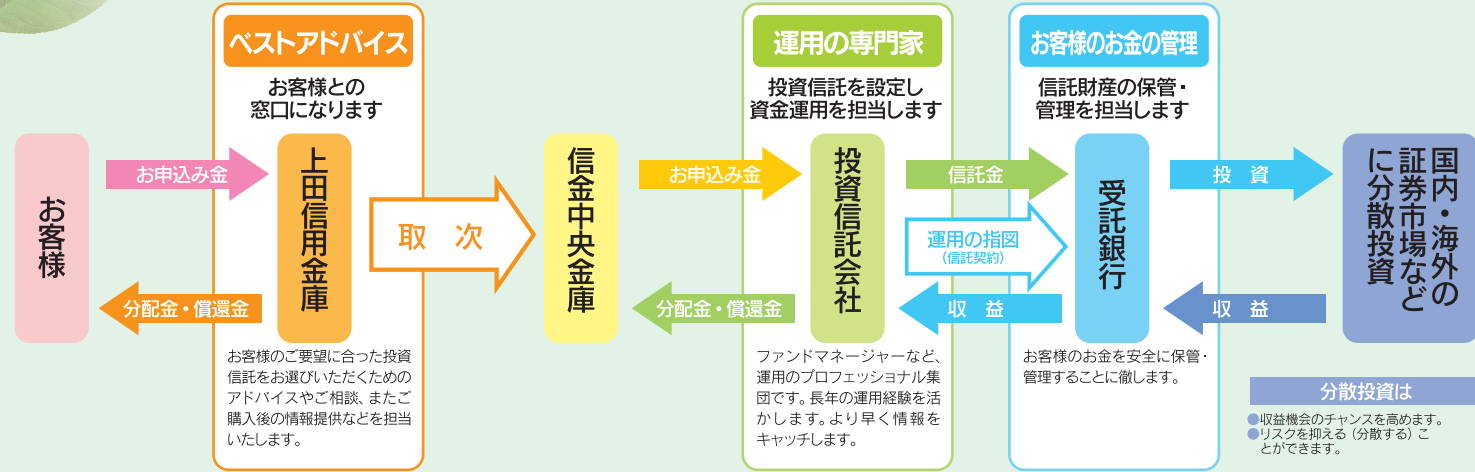 お客様
お申込み金
分配金・償還金
ベストアドバイス
お客様との
窓口になります
上田信用金庫
お客様のご要望に合った投資
信託をお選びいただくための
アドバイスやご相談、またご
購入後の情報提供などを担当
いたします。
取 次
信金中央金庫
お申込み金
分配金・償還金
運用の専門家
投資信託を設定し
資金運用を担当します
投資信託会社
ファンドマネージャーなど、
運用のプロフェッショナル集
団です。長年の運用経験を活
かします。より早く情報を
キャッチします。
信託金
運用の指図
(信託契約)
収 益
お客様のお金の管理
信託財産の保管・
管理を担当します
受託銀行
お客様のお金を安全に保管・
管理することに徹します。
投 資
収 益
国内・海外の
証券市場など
に分散投資
分散投資は
●収益機会のチャンスを高めます。
●リスクを抑える(分散する)こ
とができます。